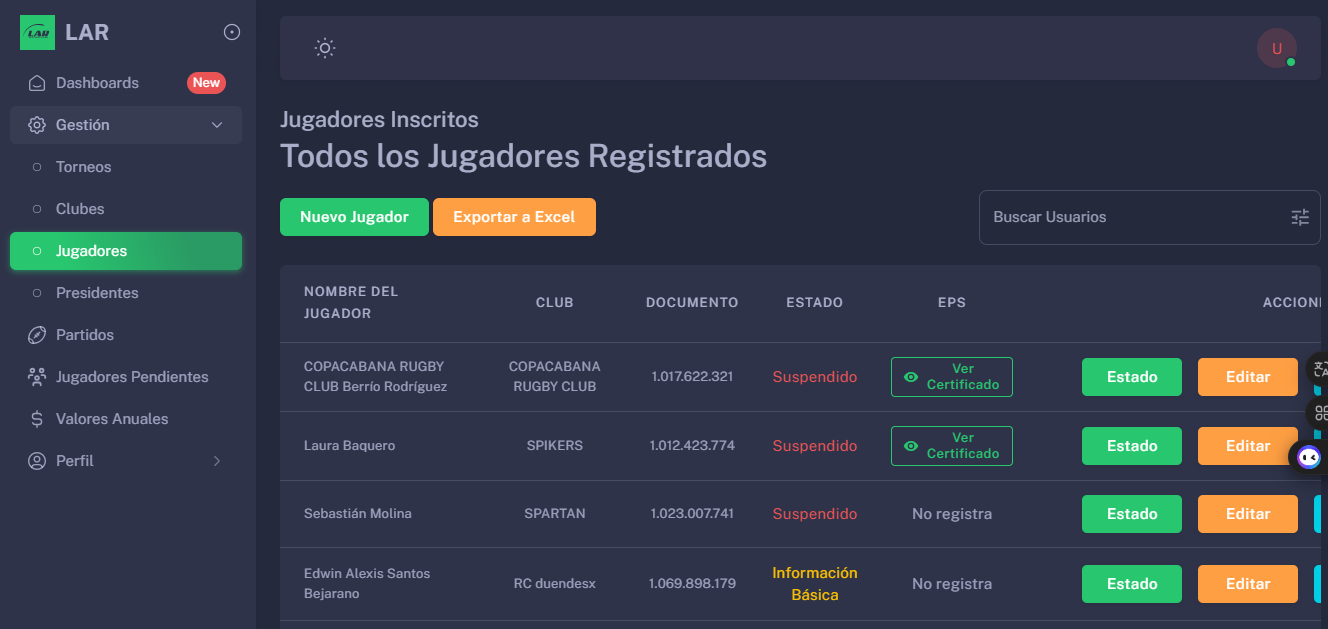 LAR
LAR
Dashboards
New
Gestión
Torneos
Clubes
Jugadores
Presidentes
Partidos
Jugadores Pendientes
Valores Anuales
Perfil
U
Jugadores Inscritos
Todos los Jugadores Registrados
Nuevo Jugador
Exportar a Excel
Buscar Usuarios
NOMBRE DEL
JUGADOR
CLUB
DOCUMENTO
ESTADO
EPS
ACCION
COPACABANA RUGBY
CLUB Berrío Rodríguez
COPACABANA
RUGBY CLUB
1.017.622.321
Suspendido
Ver
Certificado
Estado
Editar
Laura Baquero
SPIKERS
1.012.423.774
Suspendido
Ver
Certificado
Estado
Editar
Sebastián Molina
SPARTAN
1.023.007.741
Suspendido
No registra
Estado
Editar
Edwin Alexis Santos
Bejarano
RC duendesx
1.069.898.179
Información
Básica
No registra
Estado
Editar